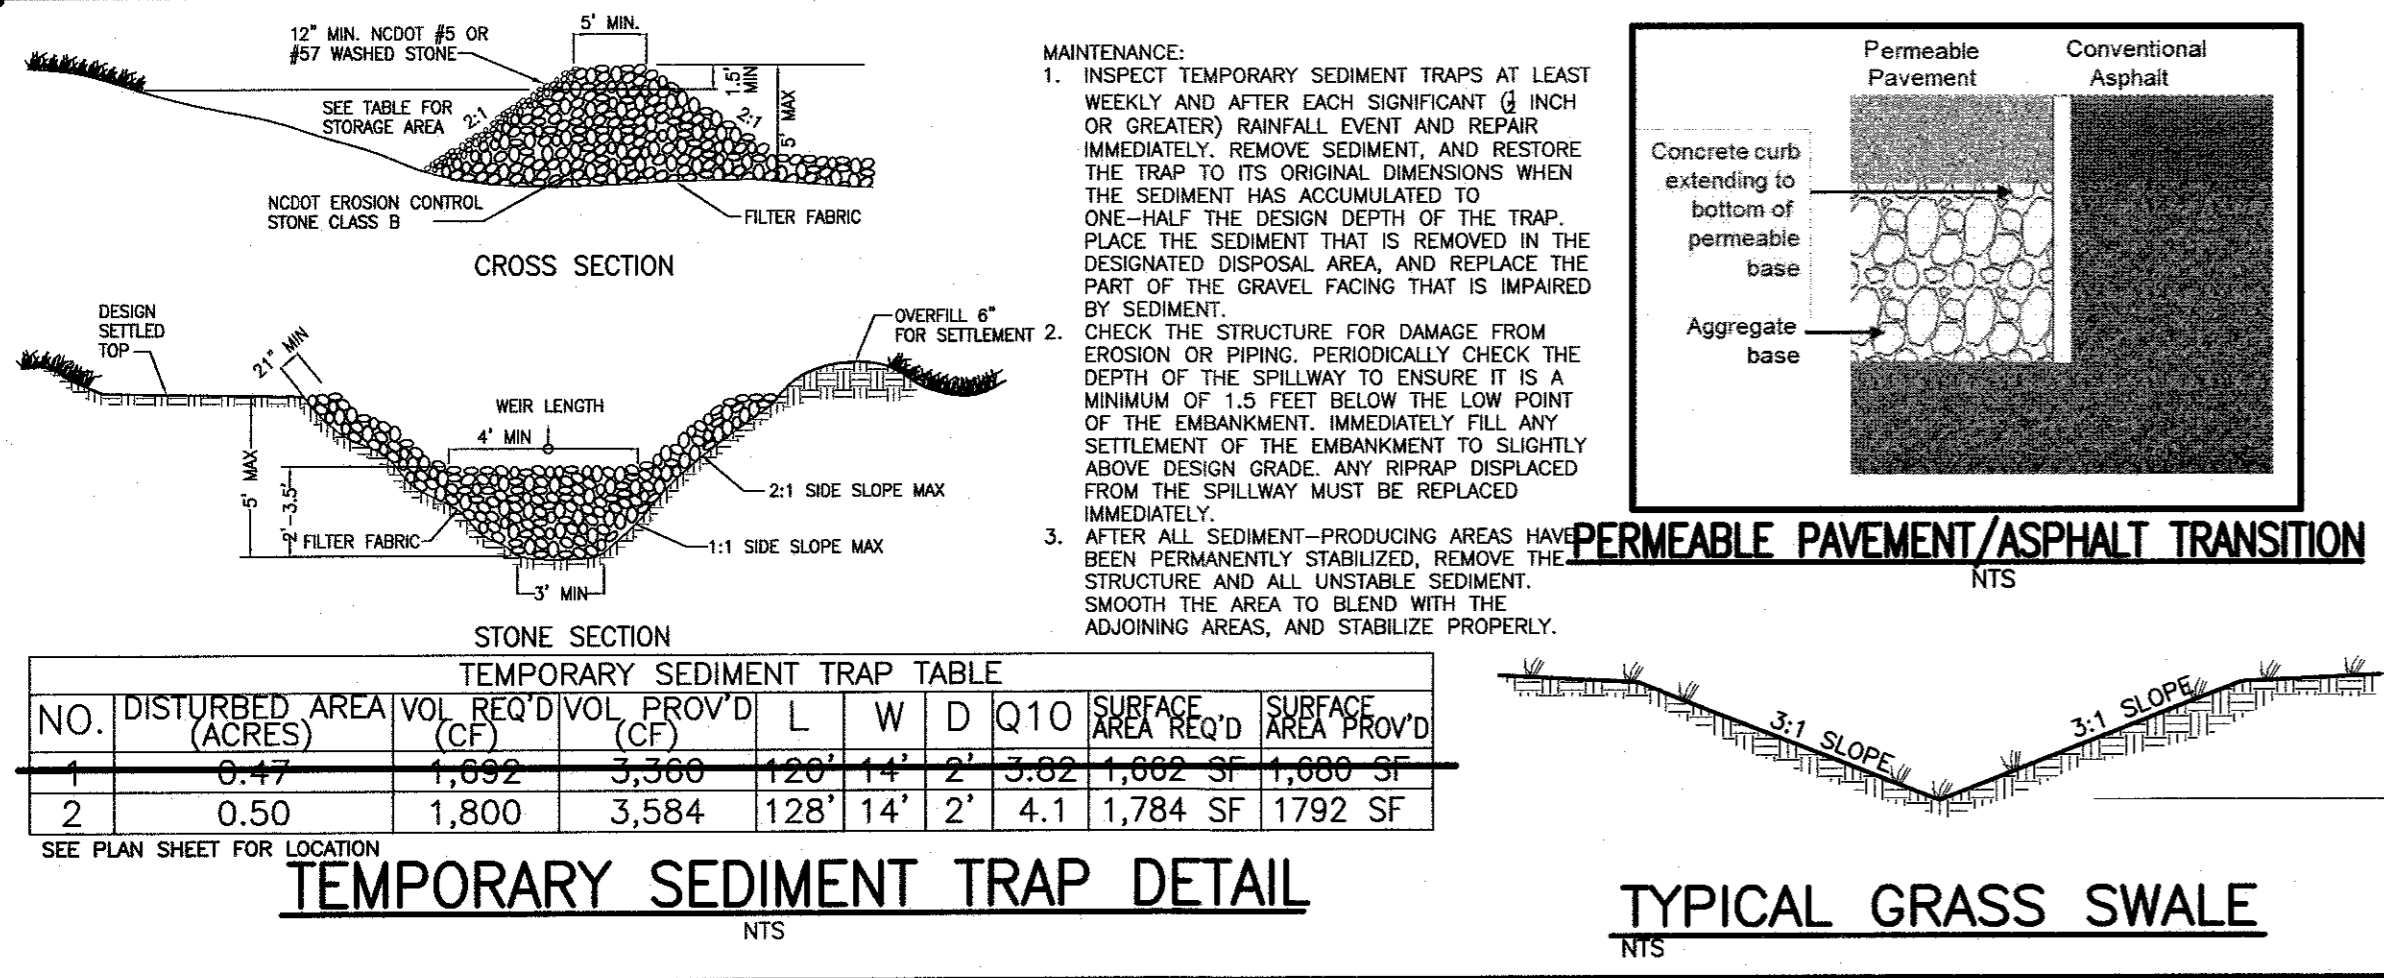 12" MIN. NCDOT #5 OR
#57 WASHED STONE
5' MIN.
1.5'
MIN
5' MAX
SEE TABLE FOR
STORAGE AREA
2:1
2:1
NCDOT EROSION CONTROL
STONE CLASS B
FILTER FABRIC
CROSS SECTION
DESIGN
SETTLED
TOP
21" MIN
OVERFILL 6"
FOR SETTLEMENT
WEIR LENGTH
4' MIN
5' MAX
2'-3.5'
FILTER FABRIC
2:1 SIDE SLOPE MAX
1:1 SIDE SLOPE MAX
3' MIN
STONE SECTION
MAINTENANCE:
1. INSPECT TEMPORARY SEDIMENT TRAPS AT LEAST
WEEKLY AND AFTER EACH SIGNIFICANT (½ INCH
OR GREATER) RAINFALL EVENT AND REPAIR
IMMEDIATELY. REMOVE SEDIMENT, AND RESTORE
THE TRAP TO ITS ORIGINAL DIMENSIONS WHEN
THE SEDIMENT HAS ACCUMULATED TO
ONE-HALF THE DESIGN DEPTH OF THE TRAP.
PLACE THE SEDIMENT THAT IS REMOVED IN THE
DESIGNATED DISPOSAL AREA, AND REPLACE THE
PART OF THE GRAVEL FACING THAT IS IMPAIRED
BY SEDIMENT.
2. CHECK THE STRUCTURE FOR DAMAGE FROM
EROSION OR PIPING. PERIODICALLY CHECK THE
DEPTH OF THE SPILLWAY TO ENSURE IT IS A
MINIMUM OF 1.5 FEET BELOW THE LOW POINT
OF THE EMBANKMENT. IMMEDIATELY FILL ANY
SETTLEMENT OF THE EMBANKMENT TO SLIGHTLY
ABOVE DESIGN GRADE. ANY RIPRAP DISPLACED
FROM THE SPILLWAY MUST BE REPLACED
IMMEDIATELY.
3. AFTER ALL SEDIMENT-PRODUCING AREAS HAVE
BEEN PERMANENTLY STABILIZED, REMOVE THE
STRUCTURE AND ALL UNSTABLE SEDIMENT.
SMOOTH THE AREA TO BLEND WITH THE
ADJOINING AREAS, AND STABILIZE PROPERLY.
Permeable
Pavement
Conventional
Asphalt
Concrete curb
extending to
bottom of
permeable
base
Aggregate
base
PERMEABLE PAVEMENT/ASPHALT TRANSITION
NTS
TEMPORARY SEDIMENT TRAP TABLE
NO. DISTURBED AREA (ACRES) VOL REQ'D (CF) VOL PROV'D (CF) L W D Q10 SURFACE AREA REQ'D SURFACE AREA PROV'D
1 0.47 1,692 3,360 120' 14' 2' 3.82 1,662 SF 1,680 SF
2 0.50 1,800 3,584 128' 14' 2' 4.1 1,784 SF 1792 SF
SEE PLAN SHEET FOR LOCATION
TEMPORARY SEDIMENT TRAP DETAIL
NTS
3:1 SLOPE
3:1 SLOPE
TYPICAL GRASS SWALE
NTS